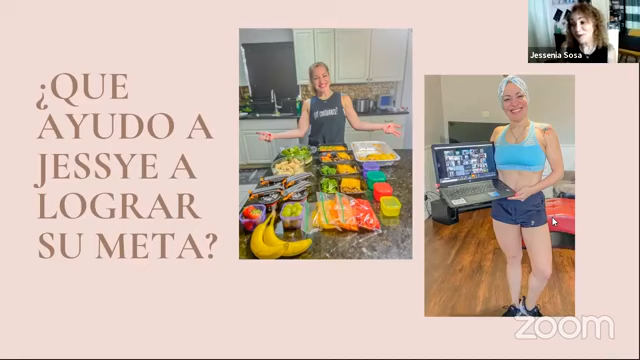 ¿QUE
AYUDO A
JESSYE A
LOGRAR
SU META?
Jessenia Sosa
zoom